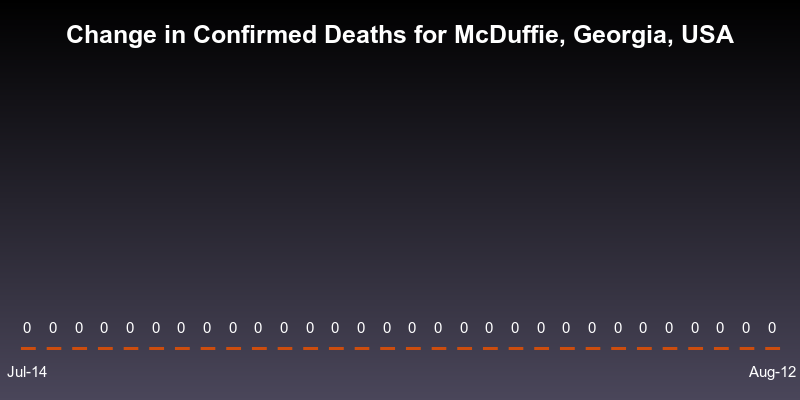 Change in Confirmed Deaths for McDuffie, Georgia, USA
0 0 0 0 0 0 0 0 0 0 0 0 0 0 0 0 0 0 0 0 0 0 0 0 0 0 0 0 0 0
Jul-14 Aug-12